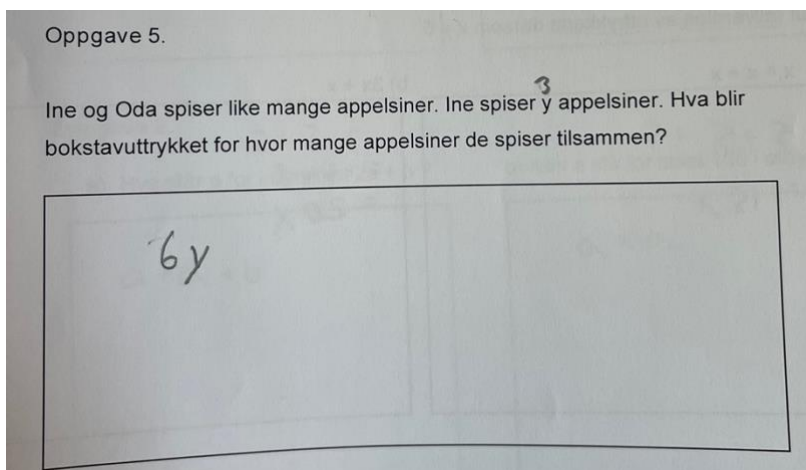 Oppgave 5.
3
Ine og Oda spiser like mange appelsiner. Ine spiser y appelsiner. Hva blir
bokstavuttrykket for hvor mange appelsiner de spiser tilsammen?
6y